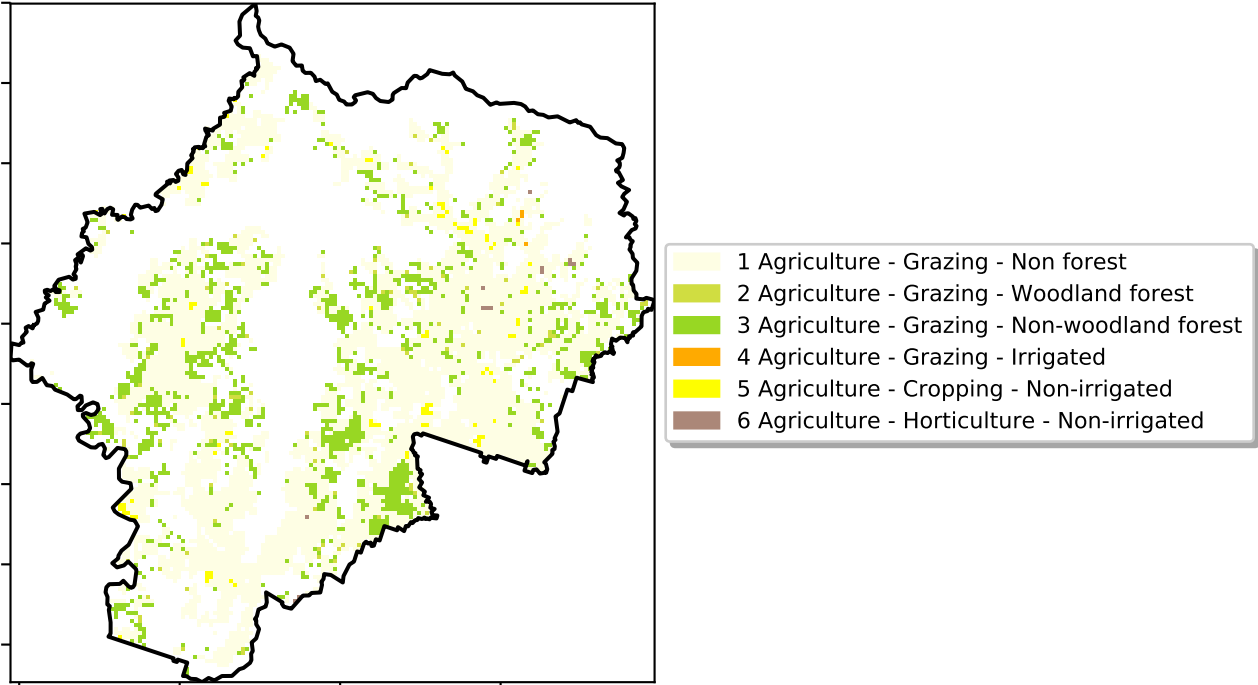 1 Agriculture - Grazing - Non forest
2 Agriculture - Grazing - Woodland forest
3 Agriculture - Grazing - Non-woodland forest
4 Agriculture - Grazing - Irrigated
5 Agriculture - Cropping - Non-irrigated
6 Agriculture - Horticulture - Non-irrigated